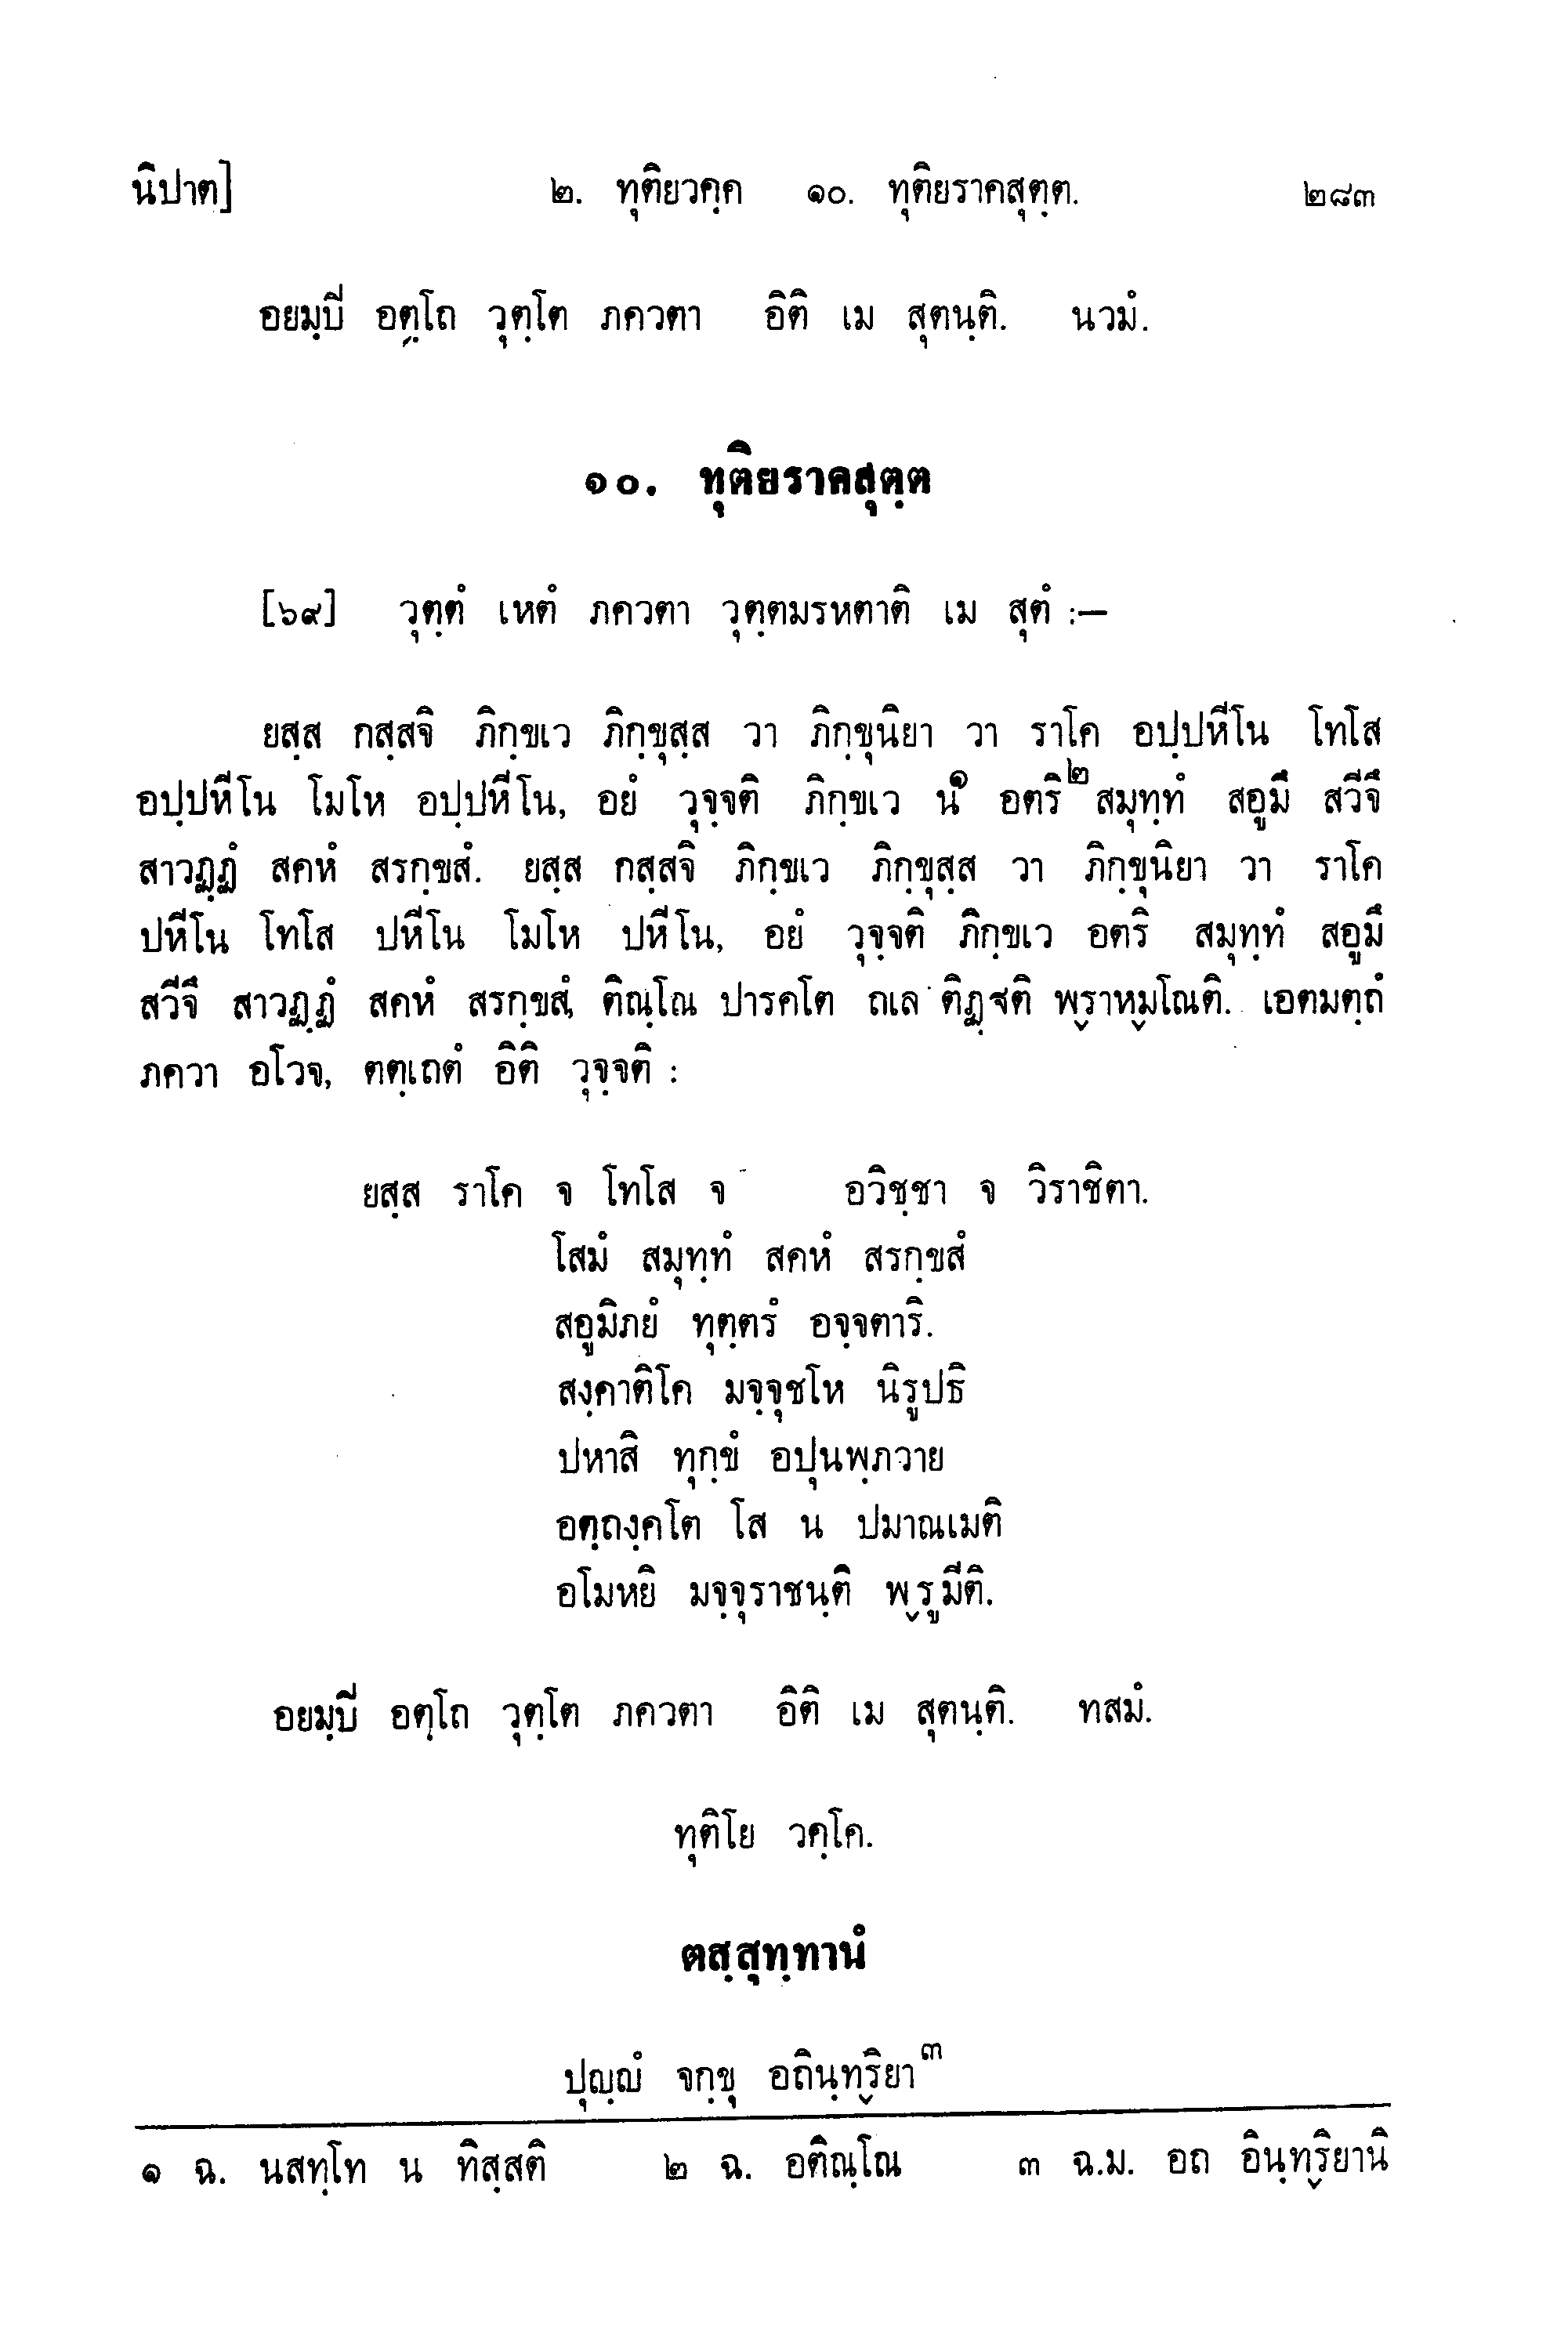 นิปาต] ๒. ทุติยวคฺค ๑๐. ทุติยราคสุตฺต. ๒๘๓
อยมฺปิ อตฺโถ วุตฺโต ภควตา อิติ เม สุตนฺติ. นวมํ.
๑๐. ทุติยราคสุตฺต
[๖๙] วุตฺตํ เหตํ ภควตา วุตฺตมรหตาติ เม สุตํ :—
ยสฺส กสฺสจิ ภิกฺขเว ภิกฺขุสฺส วา ภิกฺขุนิยา วา ราโค อปฺปหีโน โทโส
อปฺปหีโน โมโห อปฺปหีโน, อยํ วุจฺจติ ภิกฺขเว น๑ อตริ๒ สมุทฺทํ สอูมึ สวีจึ
สาวฏฺฏํ สคหํ สรกฺขสํ. ยสฺส กสฺสจิ ภิกฺขเว ภิกฺขุสฺส วา ภิกฺขุนิยา วา ราโค
ปหีโน โทโส ปหีโน โมโห ปหีโน, อยํ วุจฺจติ ภิกฺขเว อตริ สมุทฺทํ สอูมึ
สวีจึ สาวฏฺฏํ สคหํ สรกฺขสํ, ติณฺโณ ปารคโต ถเล ติฏฺฐติ พฺราหฺมโณติ. เอตมตฺถํ
ภควา อโวจ, ตตฺเถตํ อิติ วุจฺจติ :
ยสฺส ราโค จ โทโส จ อวิชฺชา จ วิราชิตา.
โสมํ สมุทฺทํ สคหํ สรกฺขสํ
สอูมิภยํ ทุตฺตรํ อจฺจตาริ.
สงฺคาติโค มจฺจุชโห นิรูปธิ
ปหาสิ ทุกฺขํ อปุนพฺภวาย
อตฺถงฺคโต โส น ปมาณเมติ
อโมหยิ มจฺจุราชนฺติ พฺรูมีติ.
อยมฺปิ อตฺโถ วุตฺโต ภควตา อิติ เม สุตนฺติ. ทสมํ.
ทุติโย วคฺโค.
ตสฺสุทฺทานํ
ปุญฺญํ จกฺขุ อถินฺทฺริยา๓
๑ ฉ. นสทฺโท น ทิสฺสติ ๒ ฉ. อติณฺโณ ๓ ฉ.ม. อถ อินฺทฺริยานิ